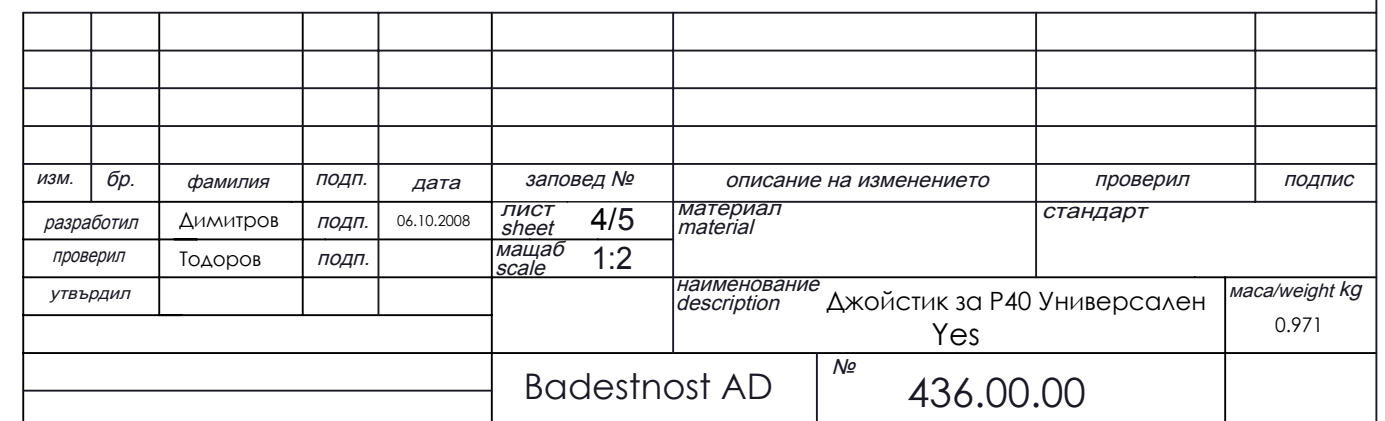 изм. бр. фамилия подп. дата заповед № описание на изменението проверил подпис
разработил Димитров подп. 06.10.2008 лист 4/5 материал стандарт
sheet material
проверил Тодоров подп. мащаб 1:2
scale
утвърдил наименование Джойстик за P40 Универсален маса/weight kg
description Yes 0.971
Badestnost AD № 436.00.00